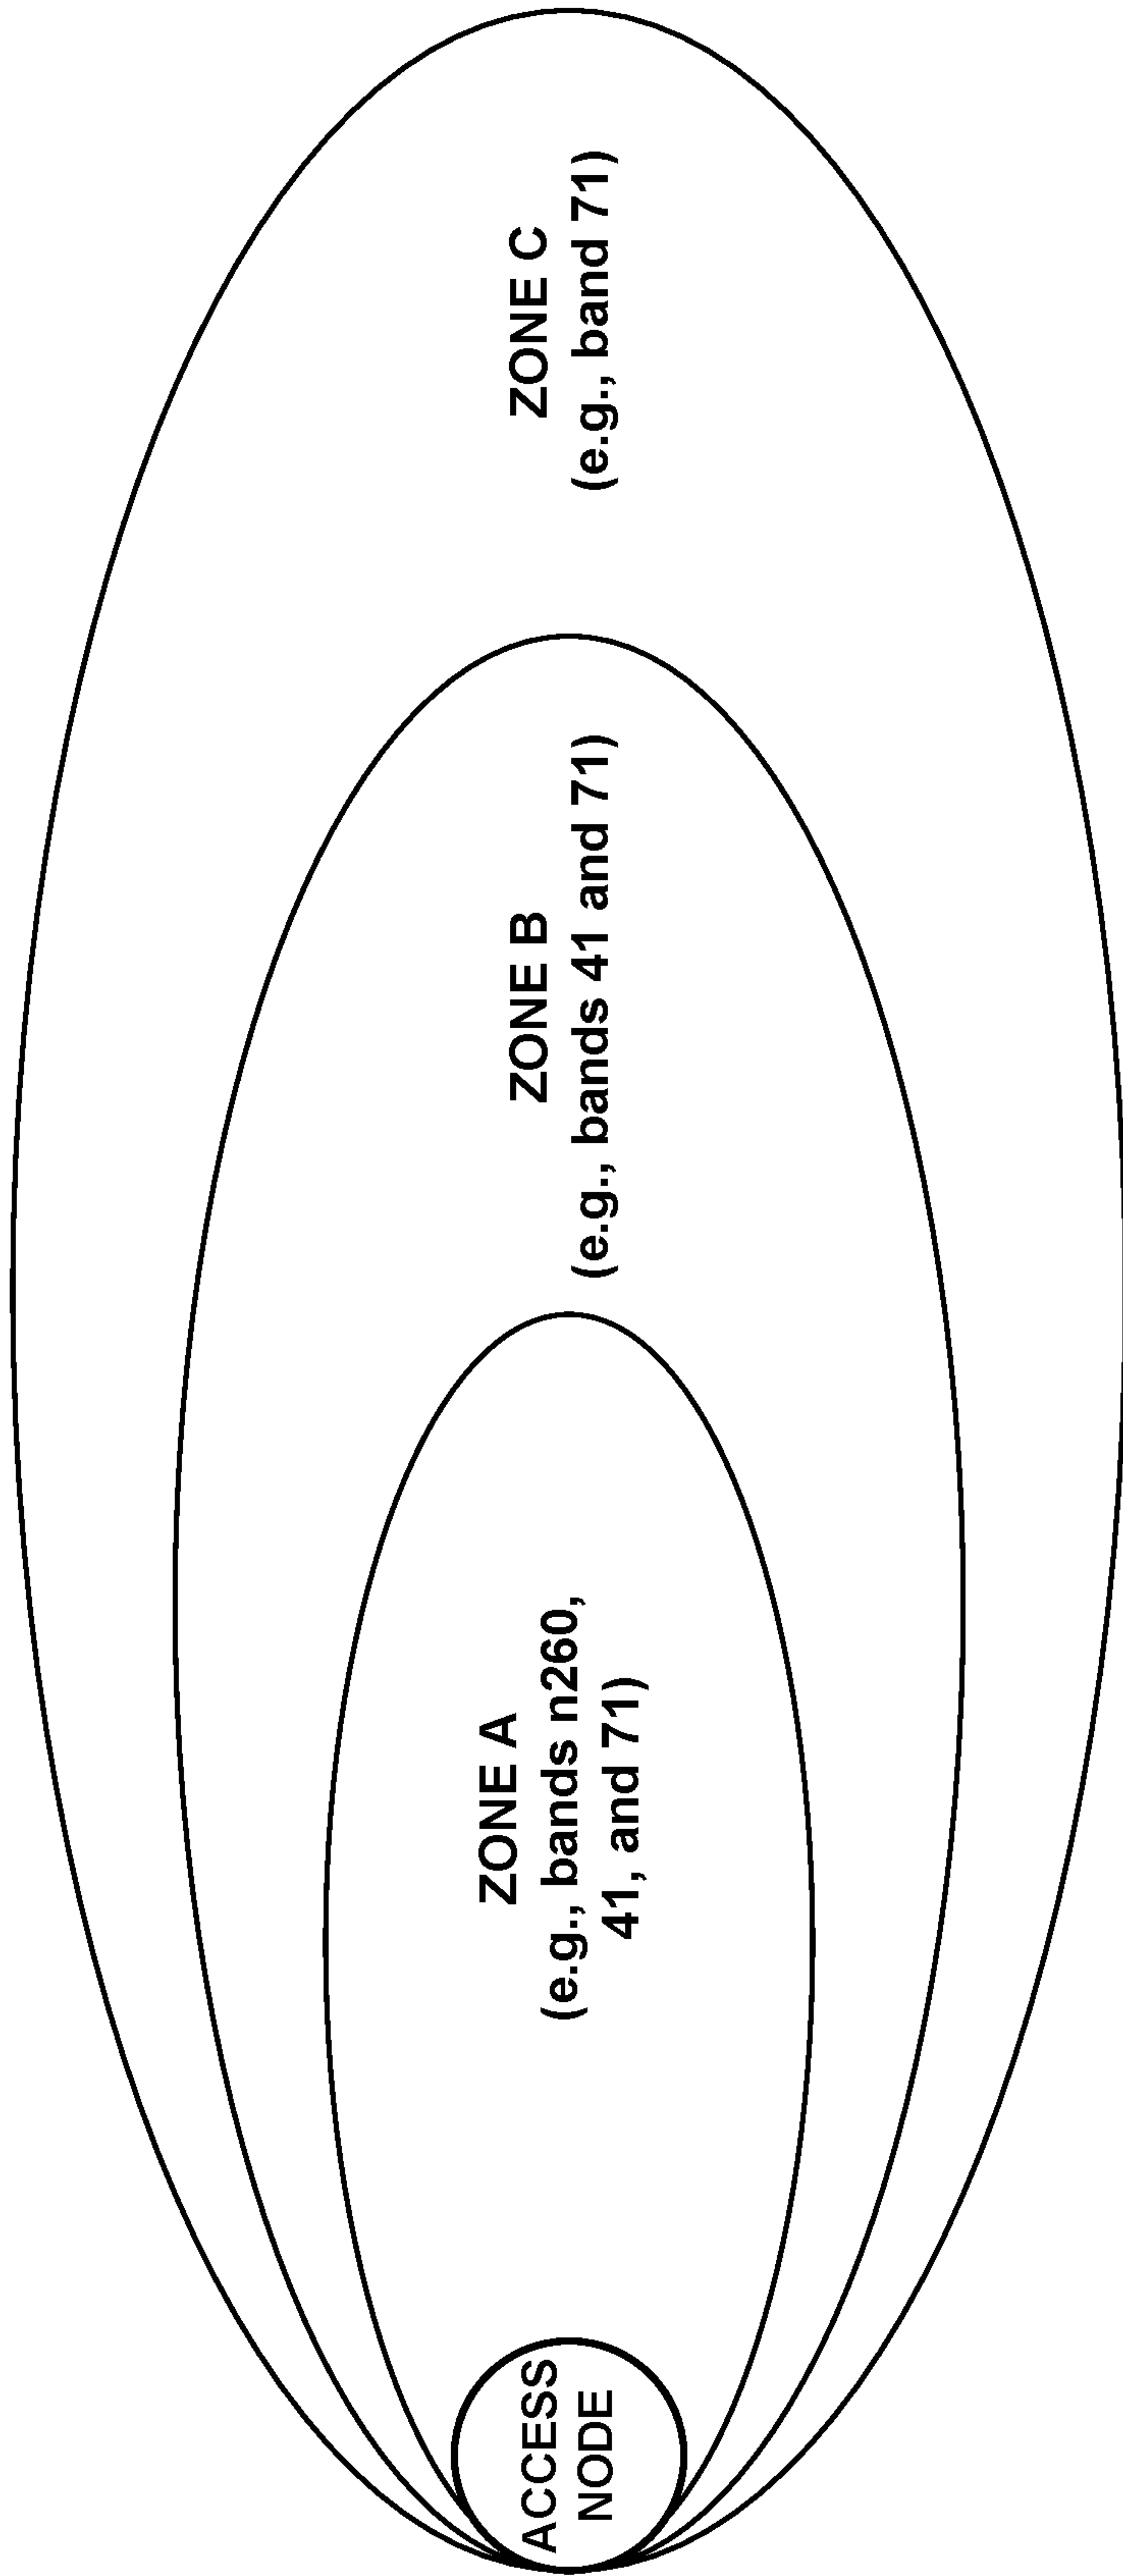 ACCESS
NODE
ZONE A
(e.g., bands n260,
41, and 71)
ZONE B
(e.g., bands 41 and 71)
ZONE C
(e.g., band 71)